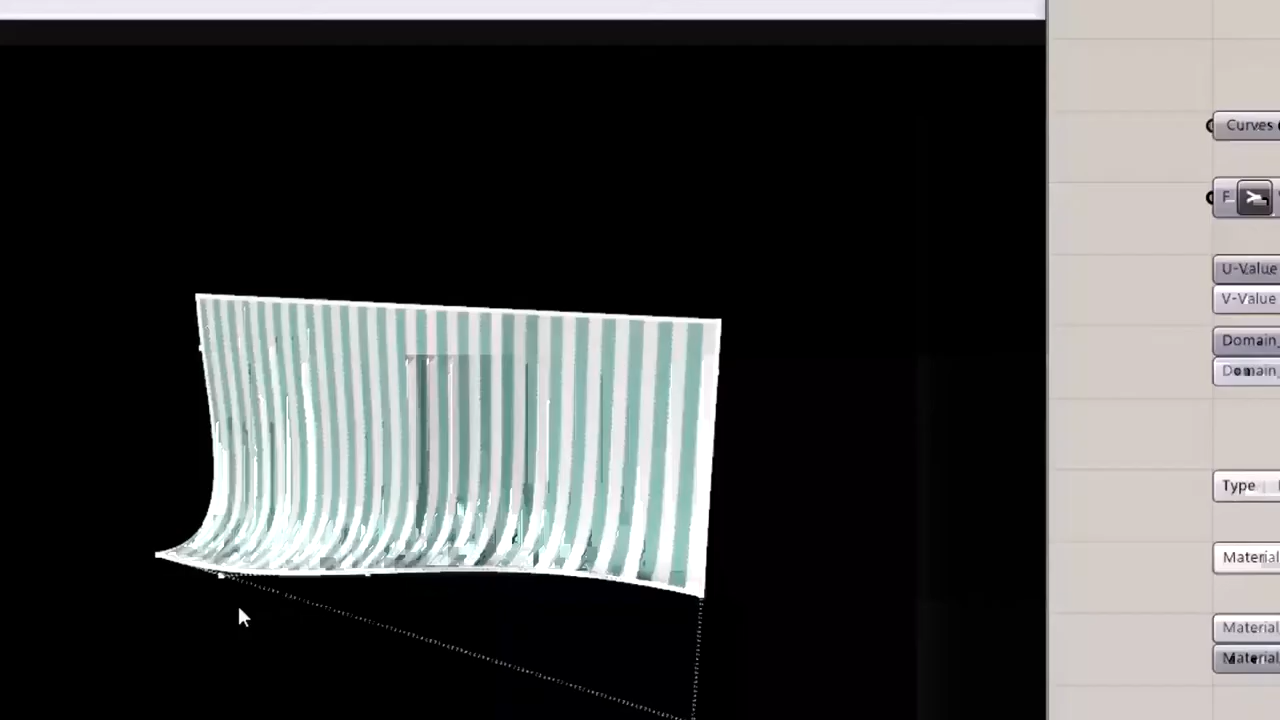 Curves
F
U-Value
V-Value
Domain
Domain
Type
Material
Material
Material